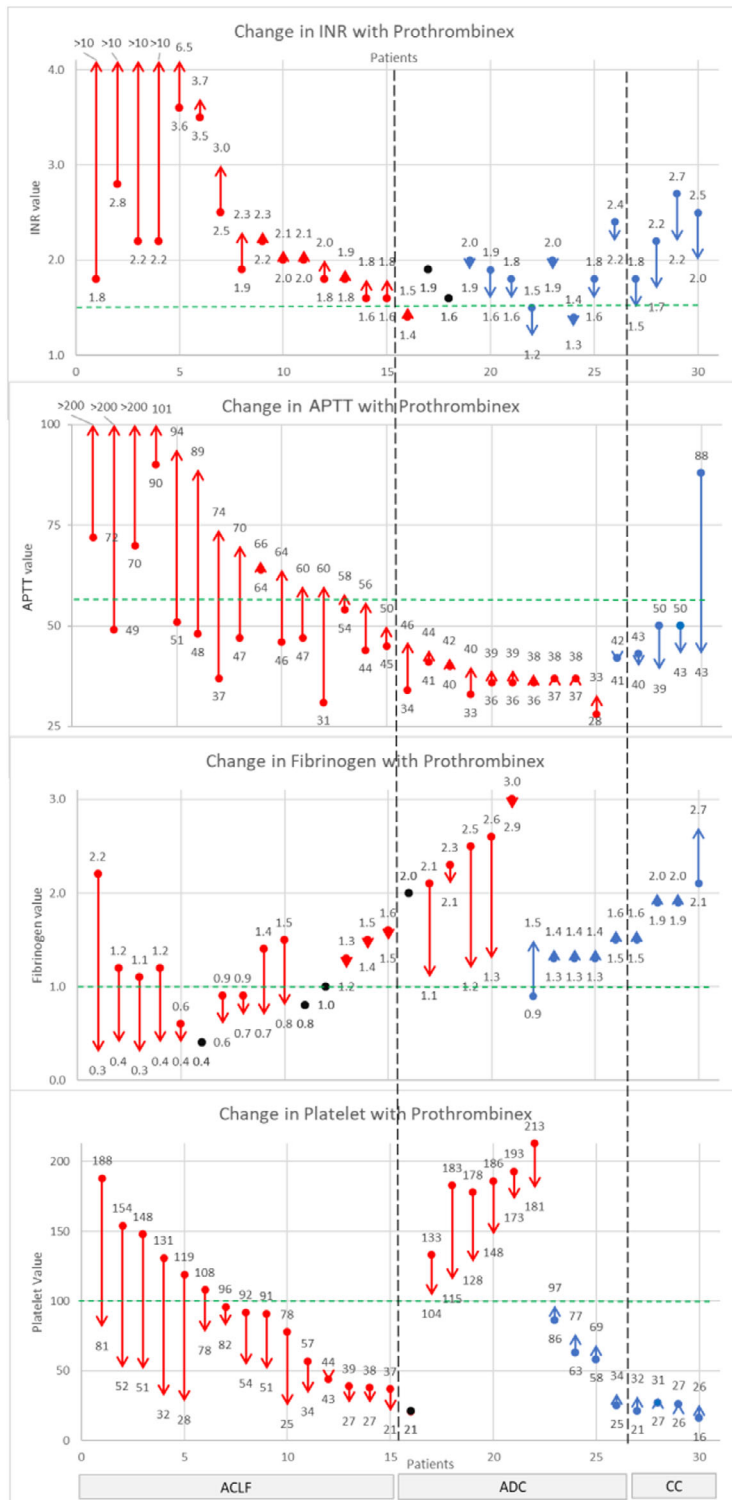 Change in INR with Prothrombinex
Patients
>10 >10 >10 >10 6.5
3.7
3.0
2.3 2.3 2.1 2.1 2.0 1.9 1.8 1.8
3.6 3.5 2.5 1.9 2.2 2.0 2.0 1.8 1.8 1.6 1.6
1.8 2.8 2.2 2.2
1.5 1.4 1.9 1.6
2.0 1.9 1.8 1.5 2.0 1.4 1.8 2.4
1.9 1.6 1.6 1.2 1.9 1.3 1.6 2.2
1.8 2.2 2.7 2.5
1.5 1.7 2.2 2.0
INR value
4.0
3.0
2.0
1.0
0 5 10 15 20 25 30
Change in APTT with Prothrombinex
>200 >200 >200 101 94 89 74 70 66 64 60 60 58 56 50
72 49 70 90 51 48 37 47 64 46 47 31 54 44 45
46 44 42 40 39 39 38 38 38 33 42
34 41 40 33 36 36 36 37 37 28 41
43 50 50 88
40 39 43 43
APTT value
100
75
50
25
Change in Fibrinogen with Prothrombinex
2.2 1.2 1.1 1.2 0.6 0.4 0.9 0.9 1.4 1.5 0.8 1.0 1.3 1.5 1.6
0.3 0.4 0.3 0.4 0.4 0.6 0.7 0.7 0.8 1.2 1.4 1.5
2.0 2.1 2.3 2.5 2.6 3.0 1.5 1.4 1.4 1.4 1.6
1.1 2.1 1.2 1.3 2.9 0.9 1.3 1.3 1.3 1.5
1.6 2.0 2.0 2.7
1.5 1.9 1.9 2.1
Fibrinogen value
3.0
2.0
1.0
0.0
Change in Platelet with Prothrombinex
188 154 148 131 119 108 96 92 91 78 57 44 39 38 37
81 52 51 32 28 78 82 54 51 25 34 43 27 27 21
21 133 183 178 186 193 213 97 77 69 34
104 115 128 148 173 181 86 63 58 25
32 31 27 26
21 27 26 16
Platelet Value
200
150
100
50
0
0 5 10 15 20 25 30
Patients
ACLF ADC CC